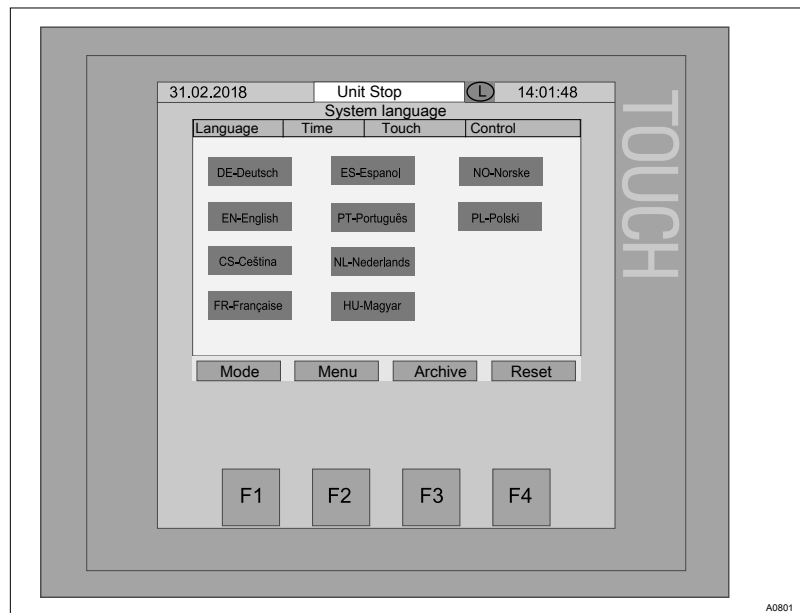 31.02.2018 Unit Stop L 14:01:48
System language
Language Time Touch Control
DE-Deutsch ES-Espanol NO-Norske
EN-English PT-Português PL-Polski
CS-Ceština NL-Nederlands
FR-Française HU-Magyar
Mode Menu Archive Reset
F1 F2 F3 F4
TOUCH
A0801